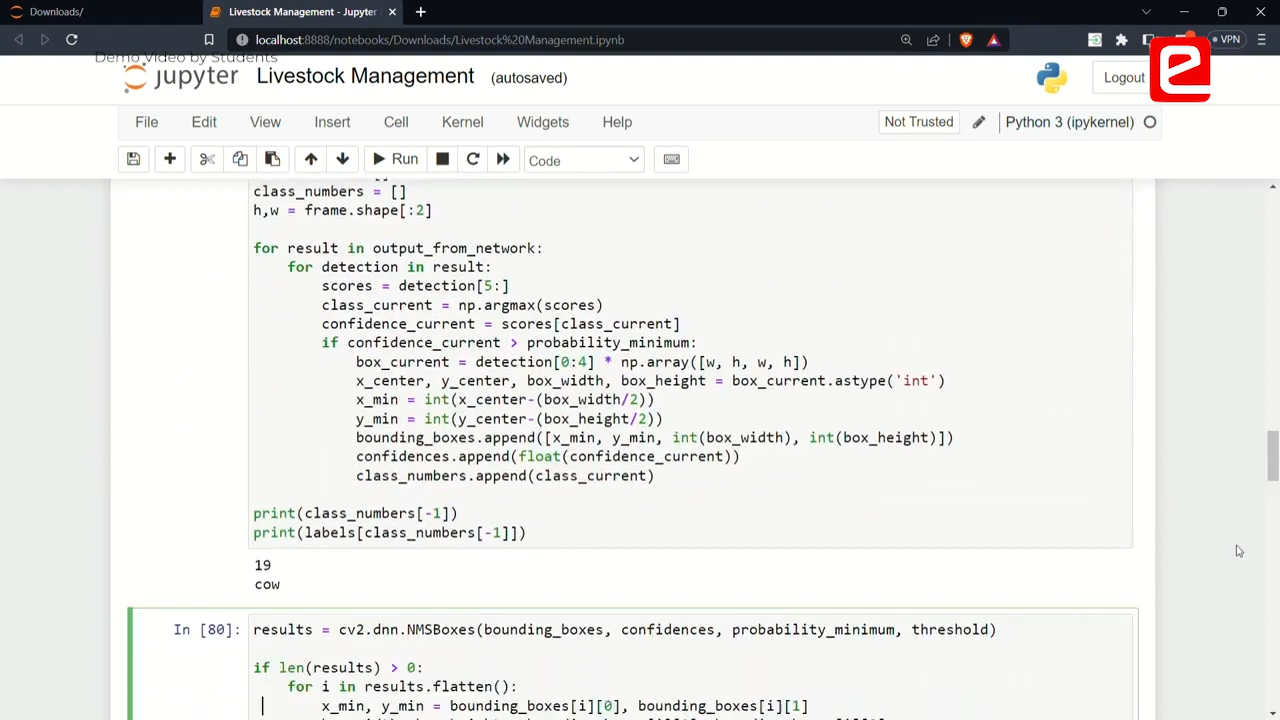 Downloads/
Livestock Management - Jupyter
localhost:8888/notebooks/Downloads/Livestock%20Management.ipynb
VPN
Demo Video by Students
jupyter Livestock Management (autosaved)
Logout
e
File Edit View Insert Cell Kernel Widgets Help
Not Trusted
Python 3 (ipykernel)
Run
Code
class_numbers = []
h,w = frame.shape[:2]
for result in output_from_network:
for detection in result:
scores = detection[5:]
class_current = np.argmax(scores)
confidence_current = scores[class_current]
if confidence_current > probability_minimum:
box_current = detection[0:4] * np.array([w, h, w, h])
x_center, y_center, box_width, box_height = box_current.astype('int')
x_min = int(x_center-(box_width/2))
y_min = int(y_center-(box_height/2))
bounding_boxes.append([x_min, y_min, int(box_width), int(box_height)])
confidences.append(float(confidence_current))
class_numbers.append(class_current)
print(class_numbers[-1])
print(labels[class_numbers[-1]])
19
cow
In [80]: results = cv2.dnn.NMSBoxes(bounding_boxes, confidences, probability_minimum, threshold)
if len(results) > 0:
for i in results.flatten():
x_min, y_min = bounding_boxes[i][0], bounding_boxes[i][1]